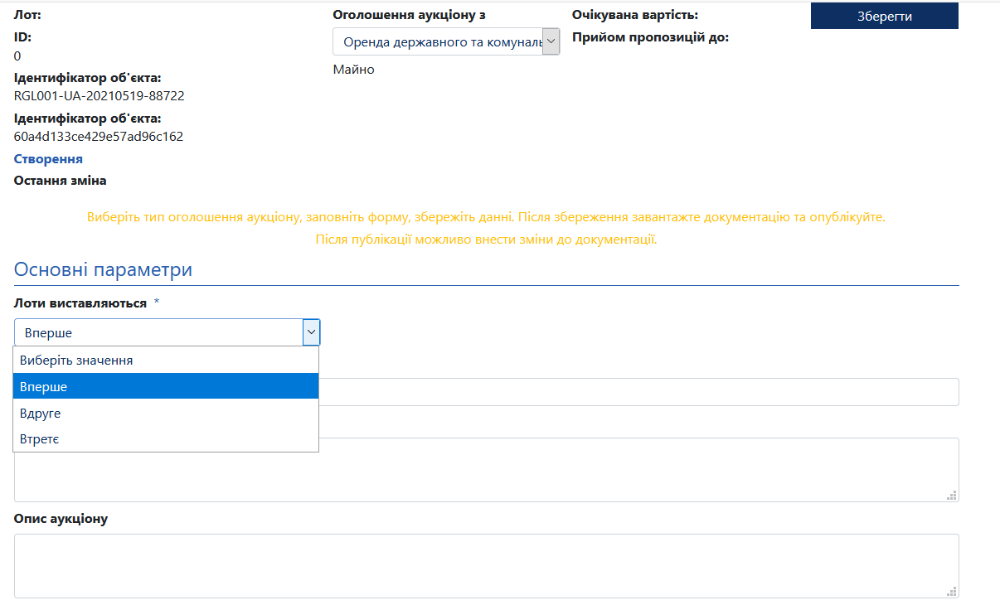 Лот:
ID:
0
Ідентифікатор об'єкта:
RGL001-UA-20210519-88722
Ідентифікатор об'єкта:
60a4d133ce429e57ad96c162
Створення
Остання зміна
Оголошення аукціону з
Оренда державного та комуналь
Майно
Очікувана вартість:
Прийом пропозицій до:
Зберегти
Виберіть тип оголошення аукціону, заповніть форму, збережіть данні. Після збереження завантажте документацію та опублікуйте.
Після публікації можливо внести зміни до документації.
Основні параметри
Лоти виставляються *
Вперше
Виберіть значення
Вперше
Вдруге
Втретє
Опис аукціону